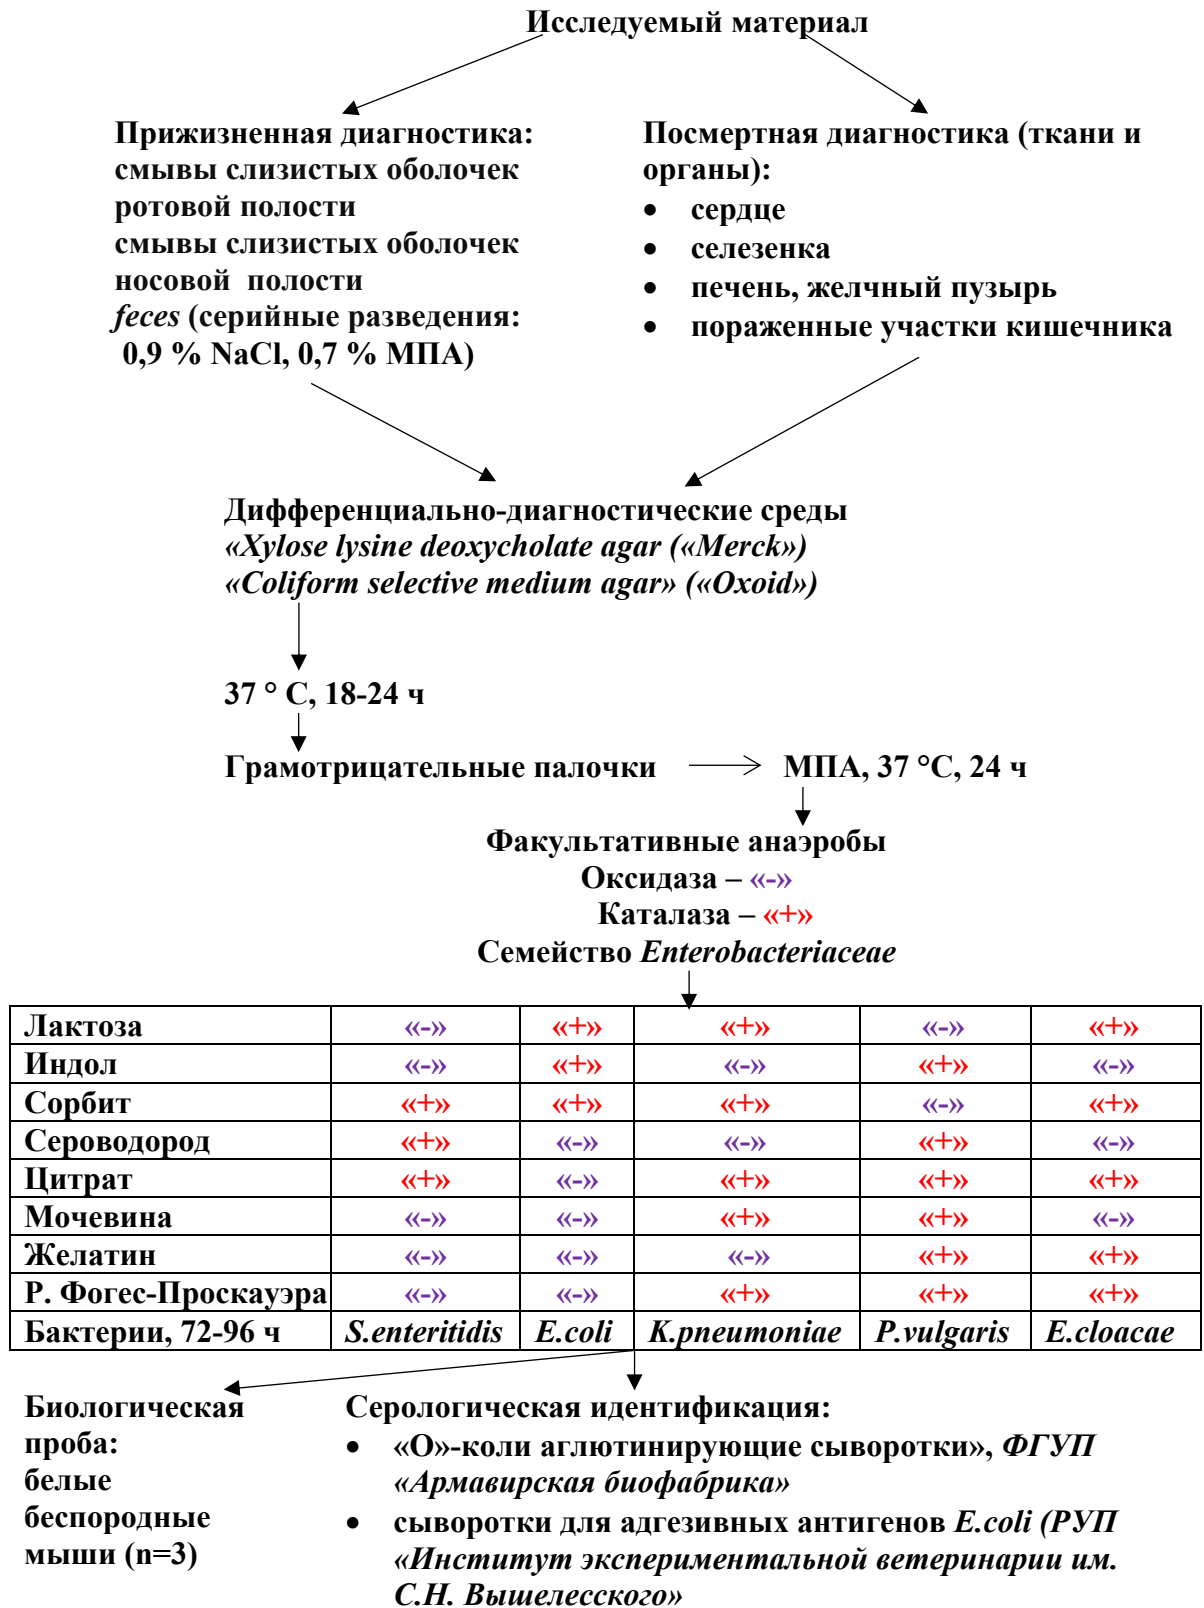 Исследуемый материал
Прижизненная диагностика:
смывы слизистых оболочек
ротовой полости
смывы слизистых оболочек
носовой полости
feces (серийные разведения:
0,9 % NaCl, 0,7 % МПА)
Посмертная диагностика (ткани и
органы):
• сердце
• селезенка
• печень, желчный пузырь
• пораженные участки кишечника
Дифференциально-диагностические среды
«Xylose lysine deoxycholate agar («Merck»)
«Coliform selective medium agar» («Oxoid»)
37 ° С, 18-24 ч
Грамотрицательные палочки
МПА, 37 °С, 24 ч
Факультативные анаэробы
Оксидаза – «-»
Каталаза – «+»
Семейство Enterobacteriaceae
Лактоза «-» «+» «+» «-» «+»
Индол «-» «+» «-» «+» «-»
Сорбит «+» «+» «+» «-» «+»
Сероводород «+» «-» «-» «+» «-»
Цитрат «+» «-» «+» «+» «+»
Мочевина «-» «-» «+» «+» «-»
Желатин «-» «-» «-» «+» «+»
Р. Фогес-Проскауэра «-» «-» «+» «+» «+»
Бактерии, 72-96 ч S.enteritidis E.coli K.pneumoniae P.vulgaris E.cloacae
Биологическая
проба:
белые
беспородные
мыши (n=3)
Серологическая идентификация:
• «О»-коли аглютинирующие сыворотки», ФГУП
«Армавирская биофабрика»
• сыворотки для адгезивных антигенов E.coli (РУП
«Институт экспериментальной ветеринарии им.
С.Н. Вышелесского»